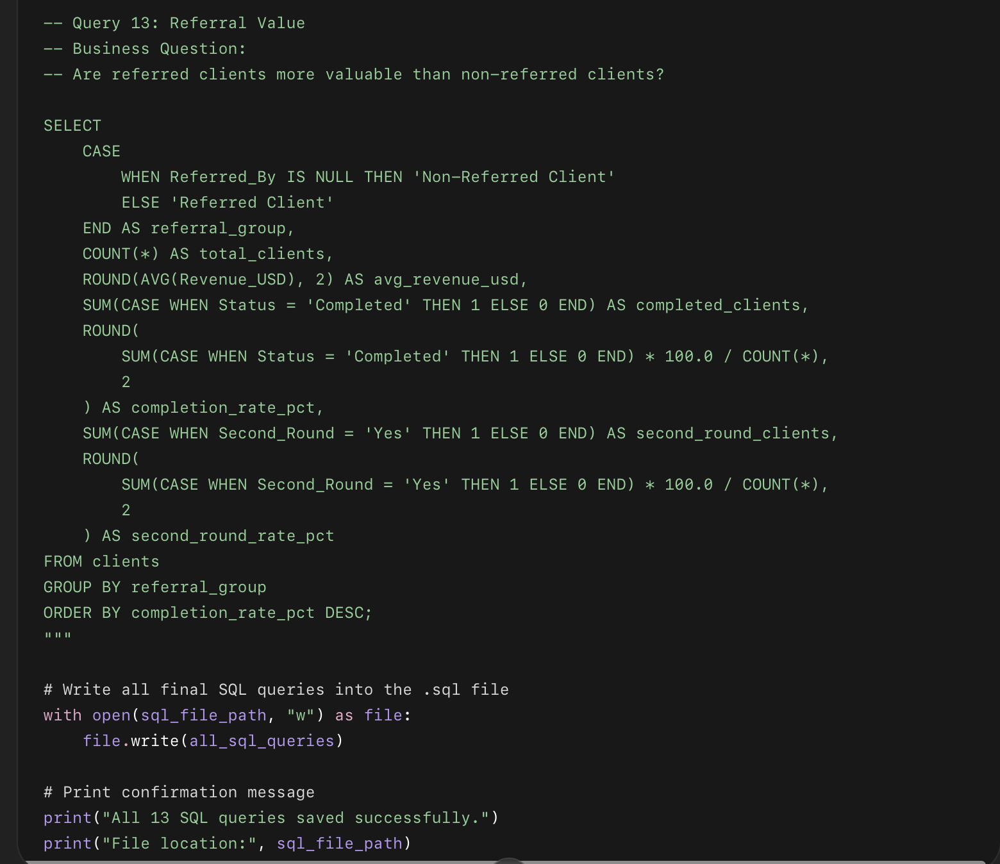 -- Query 13: Referral Value
-- Business Question:
-- Are referred clients more valuable than non-referred clients?

SELECT
    CASE
        WHEN Referred_By IS NULL THEN 'Non-Referred Client'
        ELSE 'Referred Client'
    END AS referral_group,
    COUNT(*) AS total_clients,
    ROUND(AVG(Revenue_USD), 2) AS avg_revenue_usd,
    SUM(CASE WHEN Status = 'Completed' THEN 1 ELSE 0 END) AS completed_clients,
    ROUND(
        SUM(CASE WHEN Status = 'Completed' THEN 1 ELSE 0 END) * 100.0 / COUNT(*),
        2
    ) AS completion_rate_pct,
    SUM(CASE WHEN Second_Round = 'Yes' THEN 1 ELSE 0 END) AS second_round_clients,
    ROUND(
        SUM(CASE WHEN Second_Round = 'Yes' THEN 1 ELSE 0 END) * 100.0 / COUNT(*),
        2
    ) AS second_round_rate_pct
FROM clients
GROUP BY referral_group
ORDER BY completion_rate_pct DESC;
"""

# Write all final SQL queries into the .sql file
with open(sql_file_path, "w") as file:
    file.write(all_sql_queries)

# Print confirmation message
print("All 13 SQL queries saved successfully.")
print("File location:", sql_file_path)